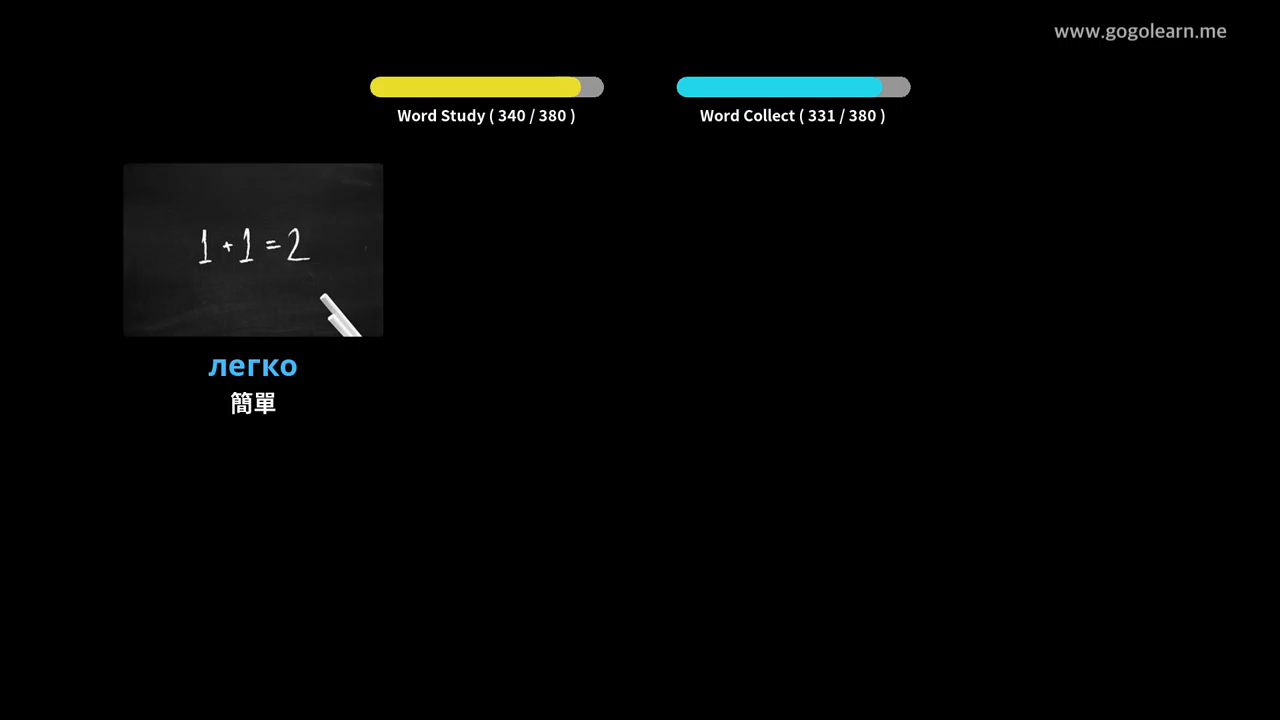 www.gogolearn.me
Word Study ( 340 / 380 )
Word Collect ( 331 / 380 )
1 + 1 = 2
легко
簡單